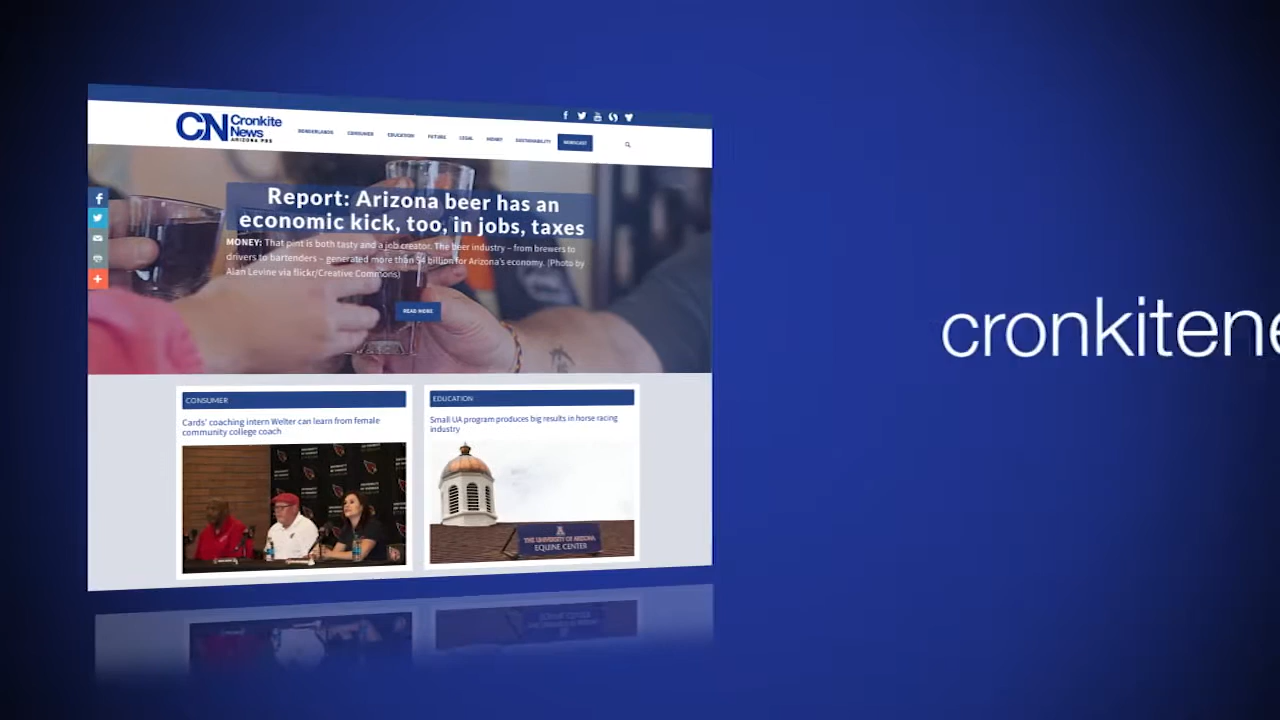 CN Cronkite
News
ARIZONA PBS
BORDERLANDS CONSUMER EDUCATION FUTURE LEGAL MONEY SUSTAINABILITY NEWSCAST
Report: Arizona beer has an
economic kick, too, in jobs, taxes
MONEY: That pint is both tasty and a job creator. The beer industry – from brewers to
drivers to bartenders – generated more than $4 billion for Arizona's economy. (Photo by
Alan Levine via flickr/Creative Commons)
READ MORE
cronkitene
CONSUMER
Cards' coaching intern Welter can learn from female
community college coach
EDUCATION
Small UA program produces big results in horse racing
industry
THE UNIVERSITY OF ARIZONA
EQUINE CENTER